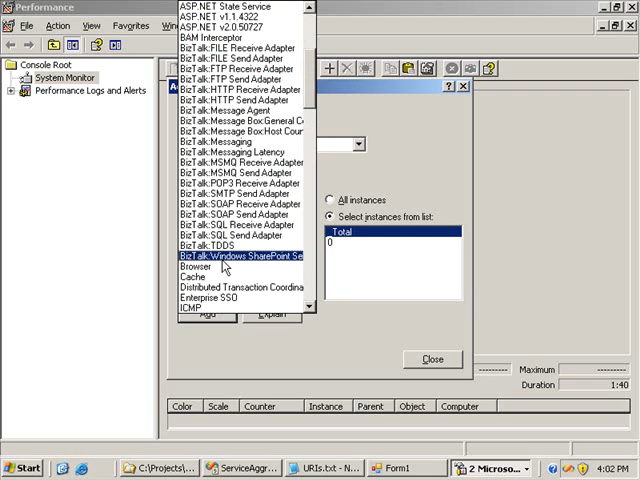 Performance
File Action View Favorites
Console Root
System Monitor
Performance Logs and Alerts
ASP.NET State Service
ASP.NET v1.1.4322
ASP.NET v2.0.50727
BAM Interceptor
BizTalk:FILE Receive Adapter
BizTalk:FILE Send Adapter
BizTalk:FTP Receive Adapter
BizTalk:FTP Send Adapter
BizTalk:HTTP Receive Adapter
BizTalk:HTTP Send Adapter
BizTalk:Message Agent
BizTalk:Message Box:General C
BizTalk:Message Box:Host Coun
BizTalk:Messaging
BizTalk:Messaging Latency
BizTalk:MSMQ Receive Adapter
BizTalk:MSMQ Send Adapter
BizTalk:POP3 Receive Adapter
BizTalk:SMTP Send Adapter
BizTalk:SOAP Receive Adapter
BizTalk:SOAP Send Adapter
BizTalk:SQL Receive Adapter
BizTalk:SQL Send Adapter
BizTalk:TDDS
BizTalk:Windows SharePoint Se
Browser
Cache
Distributed Transaction Coordina
Enterprise SSO
ICMP
All instances
Select instances from list:
_Total
0
Add Explain
Close
--------- Maximum ---------
Duration 1:40
Color Scale Counter Instance Parent Object Computer
Start C:\Projects\... ServiceAggr... URIs.txt - N... Form1 2 Microso... 4:02 PM